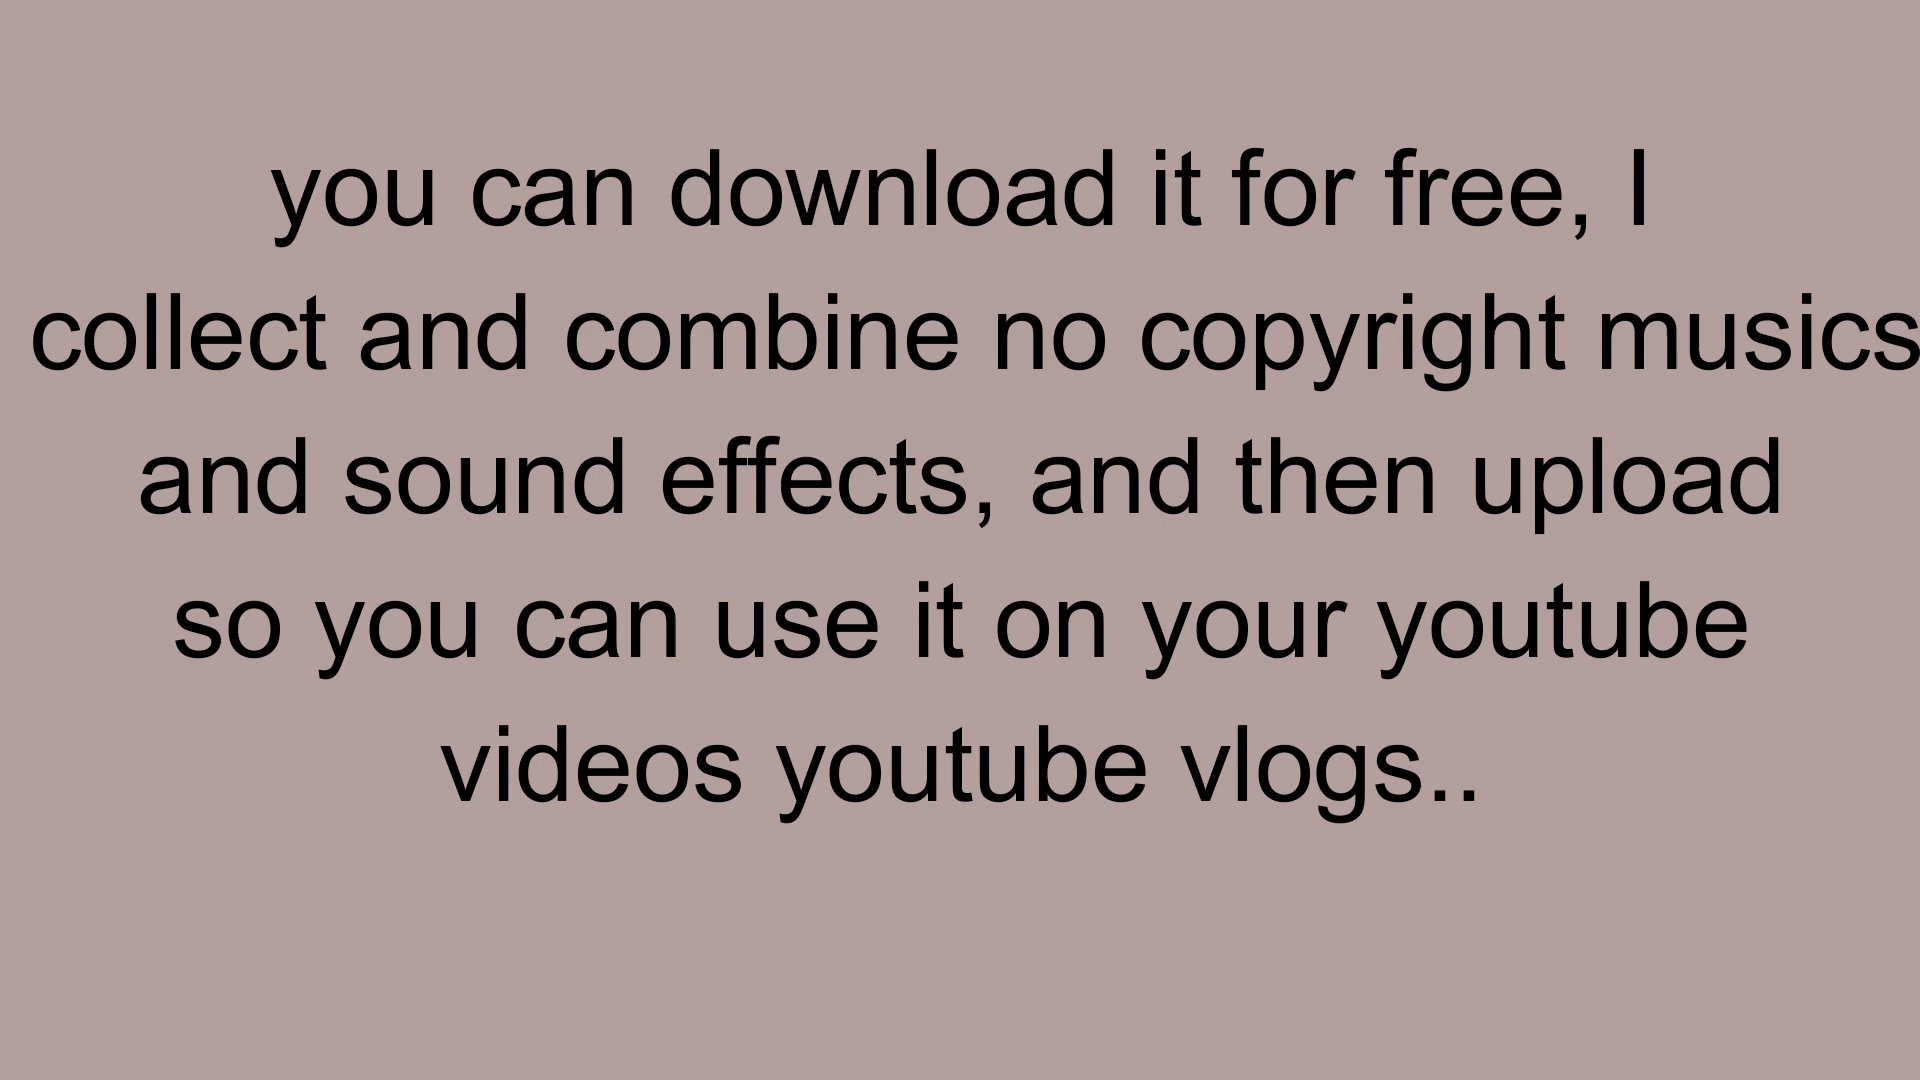 you can download it for free, I
collect and combine no copyright musics
and sound effects, and then upload
so you can use it on your youtube
videos youtube vlogs..